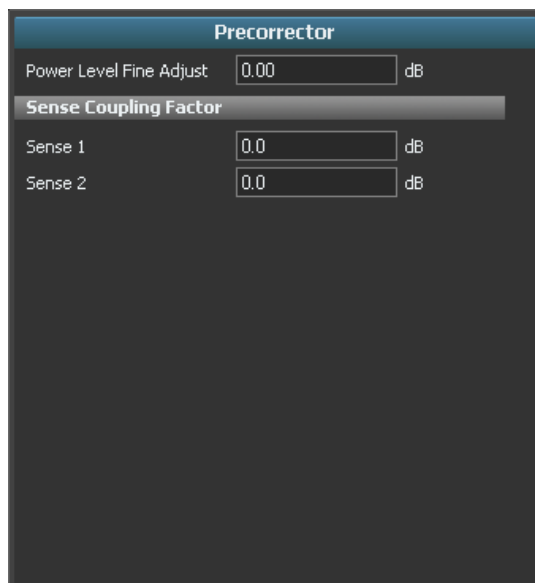 Precorrector
Power Level Fine Adjust 0.00 dB
Sense Coupling Factor
Sense 1 0.0 dB
Sense 2 0.0 dB